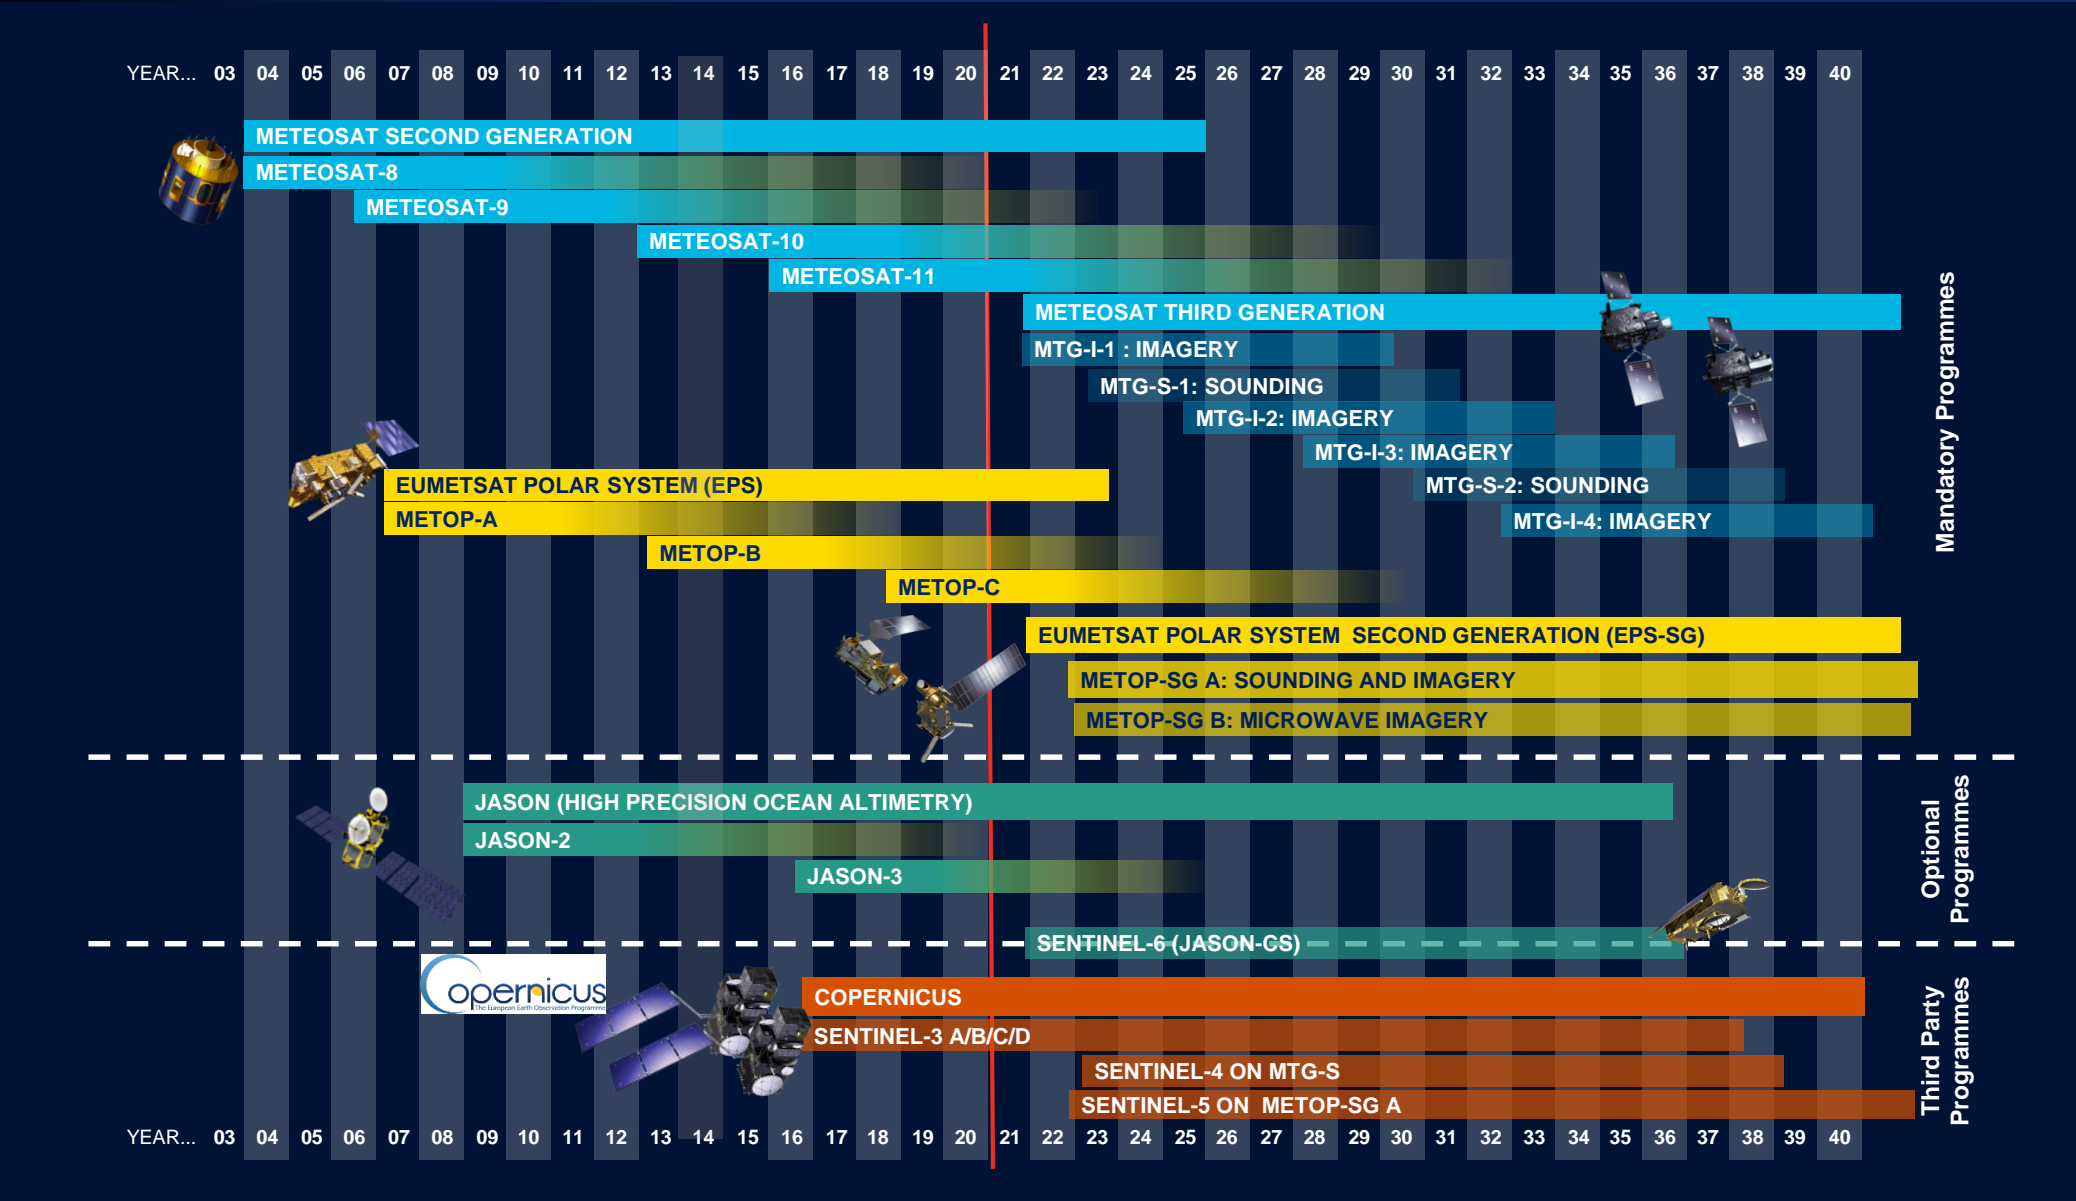 YEAR... 03 04 05 06 07 08 09 10 11 12 13 14 15 16 17 18 19 20 21 22 23 24 25 26 27 28 29 30 31 32 33 34 35 36 37 38 39 40
METEOSAT SECOND GENERATION
METEOSAT-8
METEOSAT-9
METEOSAT-10
METEOSAT-11
METEOSAT THIRD GENERATION
MTG-I-1 : IMAGERY
MTG-S-1: SOUNDING
MTG-I-2: IMAGERY
MTG-I-3: IMAGERY
MTG-S-2: SOUNDING
MTG-I-4: IMAGERY
Mandatory Programmes
EUMETSAT POLAR SYSTEM (EPS)
METOP-A
METOP-B
METOP-C
EUMETSAT POLAR SYSTEM SECOND GENERATION (EPS-SG)
METOP-SG A: SOUNDING AND IMAGERY
METOP-SG B: MICROWAVE IMAGERY
JASON (HIGH PRECISION OCEAN ALTIMETRY)
JASON-2
JASON-3
Optional
Programmes
SENTINEL-6 (JASON-CS)
Copernicus
The European Earth Observation Programme
COPERNICUS
SENTINEL-3 A/B/C/D
SENTINEL-4 ON MTG-S
SENTINEL-5 ON METOP-SG A
Third Party
Programmes
YEAR... 03 04 05 06 07 08 09 10 11 12 13 14 15 16 17 18 19 20 21 22 23 24 25 26 27 28 29 30 31 32 33 34 35 36 37 38 39 40